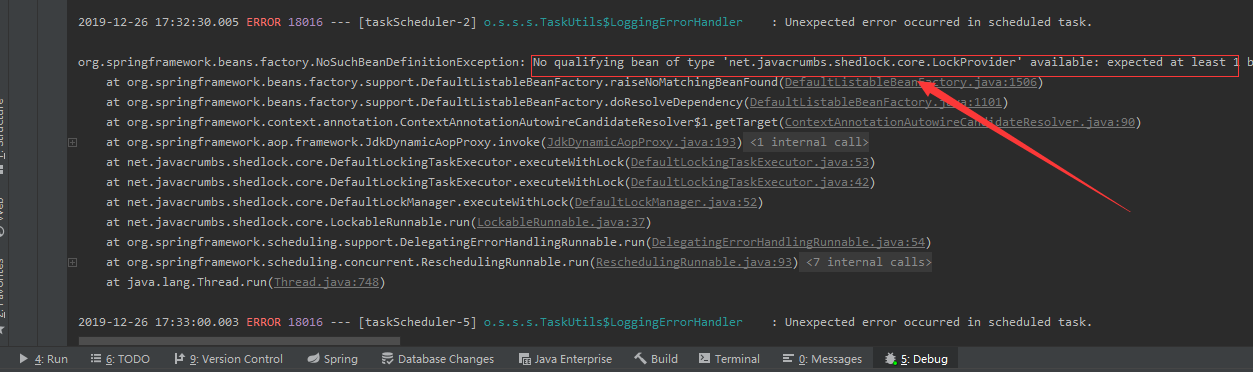 2019-12-26 17:32:30.005 ERROR 18016 --- [taskScheduler-2] o.s.s.s.TaskUtils$LoggingErrorHandler    : Unexpected error occurred in scheduled task.
org.springframework.beans.factory.NoSuchBeanDefinitionException: No qualifying bean of type 'net.javacrumbs.shedlock.core.LockProvider' available: expected at least 1 b
at org.springframework.beans.factory.support.DefaultListableBeanFactory.raiseNoMatchingBeanFound(DefaultListableBeanFactory.java:1506)
at org.springframework.beans.factory.support.DefaultListableBeanFactory.doResolveDependency(DefaultListableBeanFactory.java:1101)
at org.springframework.context.annotation.ContextAnnotationAutowireCandidateResolver$1.getTarget(ContextAnnotationAutowireCandidateResolver.java:90)
at org.springframework.aop.framework.JdkDynamicAopProxy.invoke(JdkDynamicAopProxy.java:193) <1 internal call>
at net.javacrumbs.shedlock.core.DefaultLockingTaskExecutor.executeWithLock(DefaultLockingTaskExecutor.java:53)
at net.javacrumbs.shedlock.core.DefaultLockingTaskExecutor.executeWithLock(DefaultLockingTaskExecutor.java:42)
at net.javacrumbs.shedlock.core.DefaultLockManager.executeWithLock(DefaultLockManager.java:52)
at net.javacrumbs.shedlock.core.LockableRunnable.run(LockableRunnable.java:37)
at org.springframework.scheduling.support.DelegatingErrorHandlingRunnable.run(DelegatingErrorHandlingRunnable.java:54)
at org.springframework.scheduling.concurrent.ReschedulingRunnable.run(ReschedulingRunnable.java:93) <7 internal calls>
at java.lang.Thread.run(Thread.java:748)
2019-12-26 17:33:00.003 ERROR 18016 --- [taskScheduler-5] o.s.s.s.TaskUtils$LoggingErrorHandler    : Unexpected error occurred in scheduled task.
Structure
Web
Favorites
4: Run 6: TODO 9: Version Control Spring Database Changes Java Enterprise Build Terminal 0: Messages 5: Debug